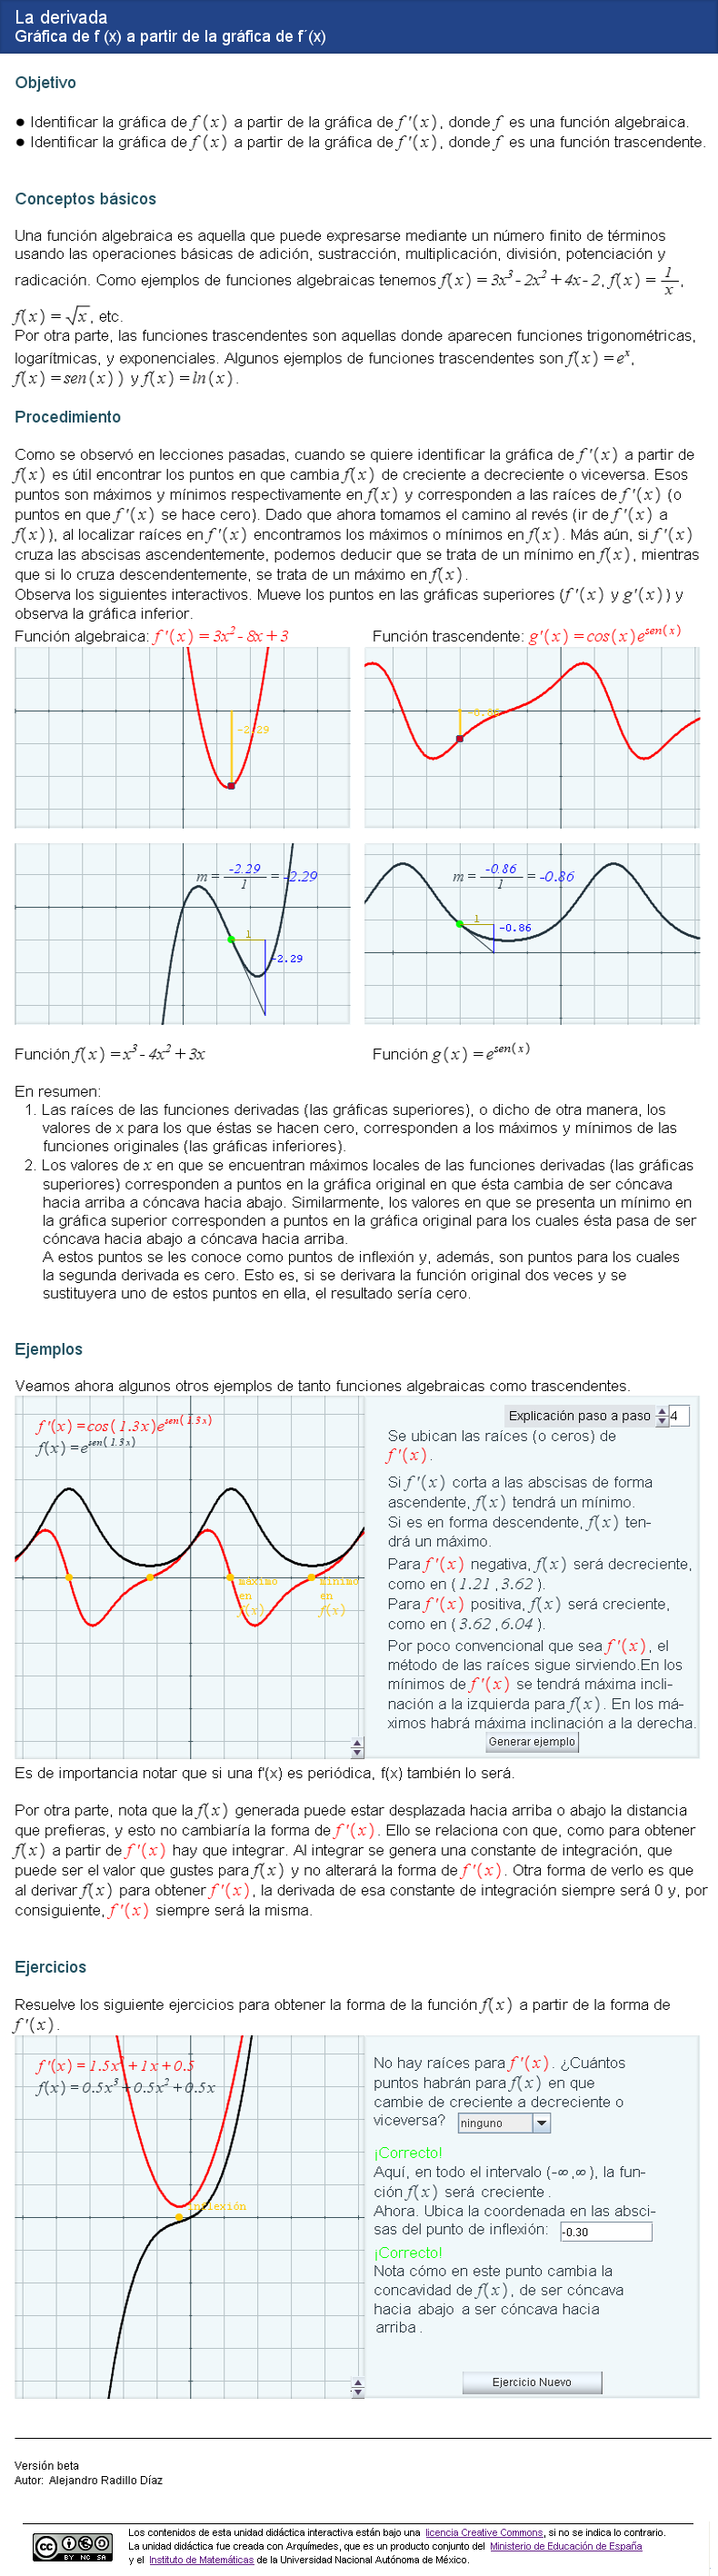 La derivada
Gráfica de f (x) a partir de la gráfica de f´(x)
Objetivo
● Identificar la gráfica de f (x) a partir de la gráfica de f '(x), donde f es una función algebraica.
● Identificar la gráfica de f (x) a partir de la gráfica de f '(x), donde f es una función trascendente.
Conceptos básicos
Una función algebraica es aquella que puede expresarse mediante un número finito de términos
usando las operaciones básicas de adición, sustracción, multiplicación, división, potenciación y
radicación. Como ejemplos de funciones algebraicas tenemos f(x) = 3x³ - 2x² + 4x - 2, f(x) = 1/x,
f(x) = √x, etc.
Por otra parte, las funciones trascendentes son aquellas donde aparecen funciones trigonométricas,
logarítmicas, y exponenciales. Algunos ejemplos de funciones trascendentes son f(x) = e^x,
f(x) = sen(x)) y f(x) = ln(x).
Procedimiento
Como se observó en lecciones pasadas, cuando se quiere identificar la gráfica de f '(x) a partir de
f(x) es útil encontrar los puntos en que cambia f(x) de creciente a decreciente o viceversa. Esos
puntos son máximos y mínimos respectivamente en f(x) y corresponden a las raíces de f '(x) (o
puntos en que f '(x) se hace cero). Dado que ahora tomamos el camino al revés (ir de f '(x) a
f(x)), al localizar raíces en f '(x) encontramos los máximos o mínimos en f(x). Más aún, si f '(x)
cruza las abscisas ascendentemente, podemos deducir que se trata de un mínimo en f(x), mientras
que si lo cruza descendentemente, se trata de un máximo en f(x).
Observa los siguientes interactivos. Mueve los puntos en las gráficas superiores (f '(x) y g'(x)) y
observa la gráfica inferior.
Función algebraica: f '(x) = 3x² - 8x + 3
Función trascendente: g'(x) = cos(x)e^sen(x)
-2.29
-0.86
m = -2.29/1 = -2.29
1
-2.29
m = -0.86/1 = -0.86
1
-0.86
Función f(x) = x³ - 4x² + 3x
Función g(x) = e^sen(x)
En resumen:
1. Las raíces de las funciones derivadas (las gráficas superiores), o dicho de otra manera, los
valores de x para los que éstas se hacen cero, corresponden a los máximos y mínimos de las
funciones originales (las gráficas inferiores).
2. Los valores de x en que se encuentran máximos locales de las funciones derivadas (las gráficas
superiores) corresponden a puntos en la gráfica original en que ésta cambia de ser cóncava
hacia arriba a cóncava hacia abajo. Similarmente, los valores en que se presenta un mínimo en
la gráfica superior corresponden a puntos en la gráfica original para los cuales ésta pasa de ser
cóncava hacia abajo a cóncava hacia arriba.
A estos puntos se les conoce como puntos de inflexión y, además, son puntos para los cuales
la segunda derivada es cero. Esto es, si se derivara la función original dos veces y se
sustituyera uno de estos puntos en ella, el resultado sería cero.
Ejemplos
Veamos ahora algunos otros ejemplos de tanto funciones algebraicas como trascendentes.
f '(x) = cos(1.3x)e^sen(1.3x)
f(x) = e^sen(1.3x)
máximo
en
f(x)
mínimo
en
f(x)
Explicación paso a paso 4
Se ubican las raíces (o ceros) de
f '(x).
Si f '(x) corta a las abscisas de forma
ascendente, f(x) tendrá un mínimo.
Si es en forma descendente, f(x) ten-
drá un máximo.
Para f '(x) negativa, f(x) será decreciente,
como en (1.21, 3.62).
Para f '(x) positiva, f(x) será creciente,
como en (3.62, 6.04).
Por poco convencional que sea f '(x), el
método de las raíces sigue sirviendo.En los
mínimos de f '(x) se tendrá máxima incli-
nación a la izquierda para f(x). En los má-
ximos habrá máxima inclinación a la derecha.
Generar ejemplo
Es de importancia notar que si una f'(x) es periódica, f(x) también lo será.
Por otra parte, nota que la f(x) generada puede estar desplazada hacia arriba o abajo la distancia
que prefieras, y esto no cambiaría la forma de f '(x). Ello se relaciona con que, como para obtener
f(x) a partir de f '(x) hay que integrar. Al integrar se genera una constante de integración, que
puede ser el valor que gustes para f(x) y no alterará la forma de f '(x). Otra forma de verlo es que
al derivar f(x) para obtener f '(x), la derivada de esa constante de integración siempre será 0 y, por
consiguiente, f '(x) siempre será la misma.
Ejercicios
Resuelve los siguiente ejercicios para obtener la forma de la función f(x) a partir de la forma de
f '(x).
f '(x) = 1.5x² + 1x + 0.5
f(x) = 0.5x³ + 0.5x² + 0.5x
inflexión
No hay raíces para f '(x). ¿Cuántos
puntos habrán para f(x) en que
cambie de creciente a decreciente o
viceversa? ninguno
¡Correcto!
Aquí, en todo el intervalo (-∞,∞), la fun-
ción f(x) será creciente.
Ahora. Ubica la coordenada en las absci-
sas del punto de inflexión: -0.30
¡Correcto!
Nota cómo en este punto cambia la
concavidad de f(x), de ser cóncava
hacia abajo a ser cóncava hacia
arriba.
Ejercicio Nuevo
Versión beta
Autor: Alejandro Radillo Díaz
cc BY NC SA
Los contenidos de esta unidad didáctica interactiva están bajo una licencia Creative Commons, si no se indica lo contrario.
La unidad didáctica fue creada con Arquímedes, que es un producto conjunto del Ministerio de Educación de España
y el Instituto de Matemáticas de la Universidad Nacional Autónoma de México.